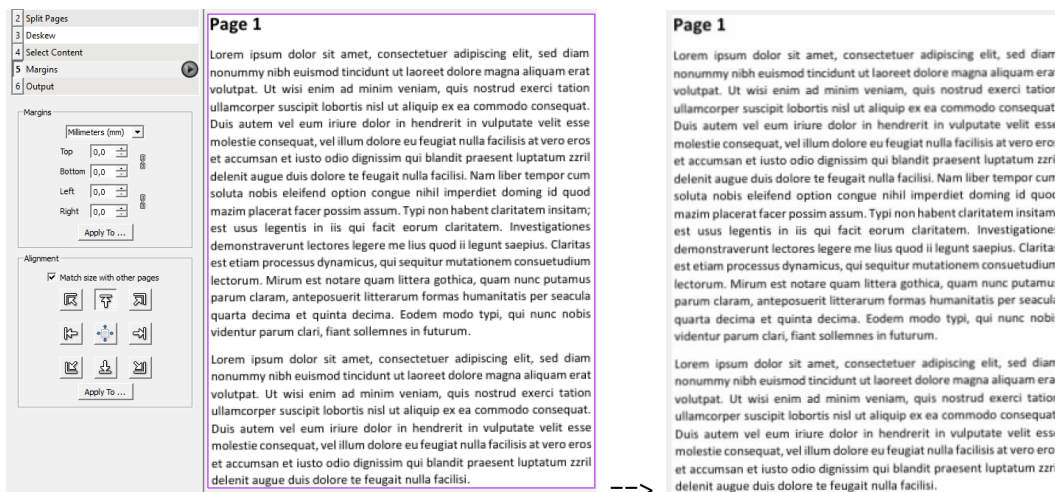 2 Split Pages
3 Deskew
4 Select Content
5 Margins
6 Output
Margins
Millimeters (mm)
Top 0,0
Bottom 0,0
Left 0,0
Right 0,0
Apply To ...
Alignment
Match size with other pages
Apply To ...
Page 1
Lorem ipsum dolor sit amet, consectetuer adipiscing elit, sed diam
nonummy nibh euismod tincidunt ut laoreet dolore magna aliquam erat
volutpat. Ut wisi enim ad minim veniam, quis nostrud exerci tation
ullamcorper suscipit lobortis nisl ut aliquip ex ea commodo consequat.
Duis autem vel eum iriure dolor in hendrerit in vulputate velit esse
molestie consequat, vel illum dolore eu feugiat nulla facilisis at vero eros
et accumsan et iusto odio dignissim qui blandit praesent luptatum zzril
delenit augue duis dolore te feugait nulla facilisi. Nam liber tempor cum
soluta nobis eleifend option congue nihil imperdiet doming id quod
mazim placerat facer possim assum. Typi non habent claritatem insitam;
est usus legentis in iis qui facit eorum claritatem. Investigationes
demonstraverunt lectores legere me lius quod ii legunt saepius. Claritas
est etiam processus dynamicus, qui sequitur mutationem consuetudium
lectorum. Mirum est notare quam littera gothica, quam nunc putamus
parum claram, anteposuerit litterarum formas humanitatis per seacula
quarta decima et quinta decima. Eodem modo typi, qui nunc nobis
videntur parum clari, fiant sollemnes in futurum.
Lorem ipsum dolor sit amet, consectetuer adipiscing elit, sed diam
nonummy nibh euismod tincidunt ut laoreet dolore magna aliquam erat
volutpat. Ut wisi enim ad minim veniam, quis nostrud exerci tation
ullamcorper suscipit lobortis nisl ut aliquip ex ea commodo consequat.
Duis autem vel eum iriure dolor in hendrerit in vulputate velit esse
molestie consequat, vel illum dolore eu feugiat nulla facilisis at vero eros
et accumsan et iusto odio dignissim qui blandit praesent luptatum zzril
delenit augue duis dolore te feugait nulla facilisi.
-->
Page 1
Lorem ipsum dolor sit amet, consectetuer adipiscing elit, sed diam
nonummy nibh euismod tincidunt ut laoreet dolore magna aliquam erat
volutpat. Ut wisi enim ad minim veniam, quis nostrud exerci tation
ullamcorper suscipit lobortis nisl ut aliquip ex ea commodo consequat
Duis autem vel eum iriure dolor in hendrerit in vulputate velit esse
molestie consequat, vel illum dolore eu feugiat nulla facilisis at vero eros
et accumsan et iusto odio dignissim qui blandit praesent luptatum zzri
delenit augue duis dolore te feugait nulla facilisi. Nam liber tempor cum
soluta nobis eleifend option congue nihil imperdiet doming id quod
mazim placerat facer possim assum. Typi non habent claritatem insitam
est usus legentis in iis qui facit eorum claritatem. Investigationes
demonstraverunt lectores legere me lius quod ii legunt saepius. Claritas
est etiam processus dynamicus, qui sequitur mutationem consuetudium
lectorum. Mirum est notare quam littera gothica, quam nunc putamus
parum claram, anteposuerit litterarum formas humanitatis per seacula
quarta decima et quinta decima. Eodem modo typi, qui nunc nobis
videntur parum clari, fiant sollemnes in futurum.
Lorem ipsum dolor sit amet, consectetuer adipiscing elit, sed diam
nonummy nibh euismod tincidunt ut laoreet dolore magna aliquam erat
volutpat. Ut wisi enim ad minim veniam, quis nostrud exerci tation
ullamcorper suscipit lobortis nisl ut aliquip ex ea commodo consequat
Duis autem vel eum iriure dolor in hendrerit in vulputate velit esse
molestie consequat, vel illum dolore eu feugiat nulla facilisis at vero eros
et accumsan et iusto odio dignissim qui blandit praesent luptatum zzri
delenit augue duis dolore te feugait nulla facilisi.